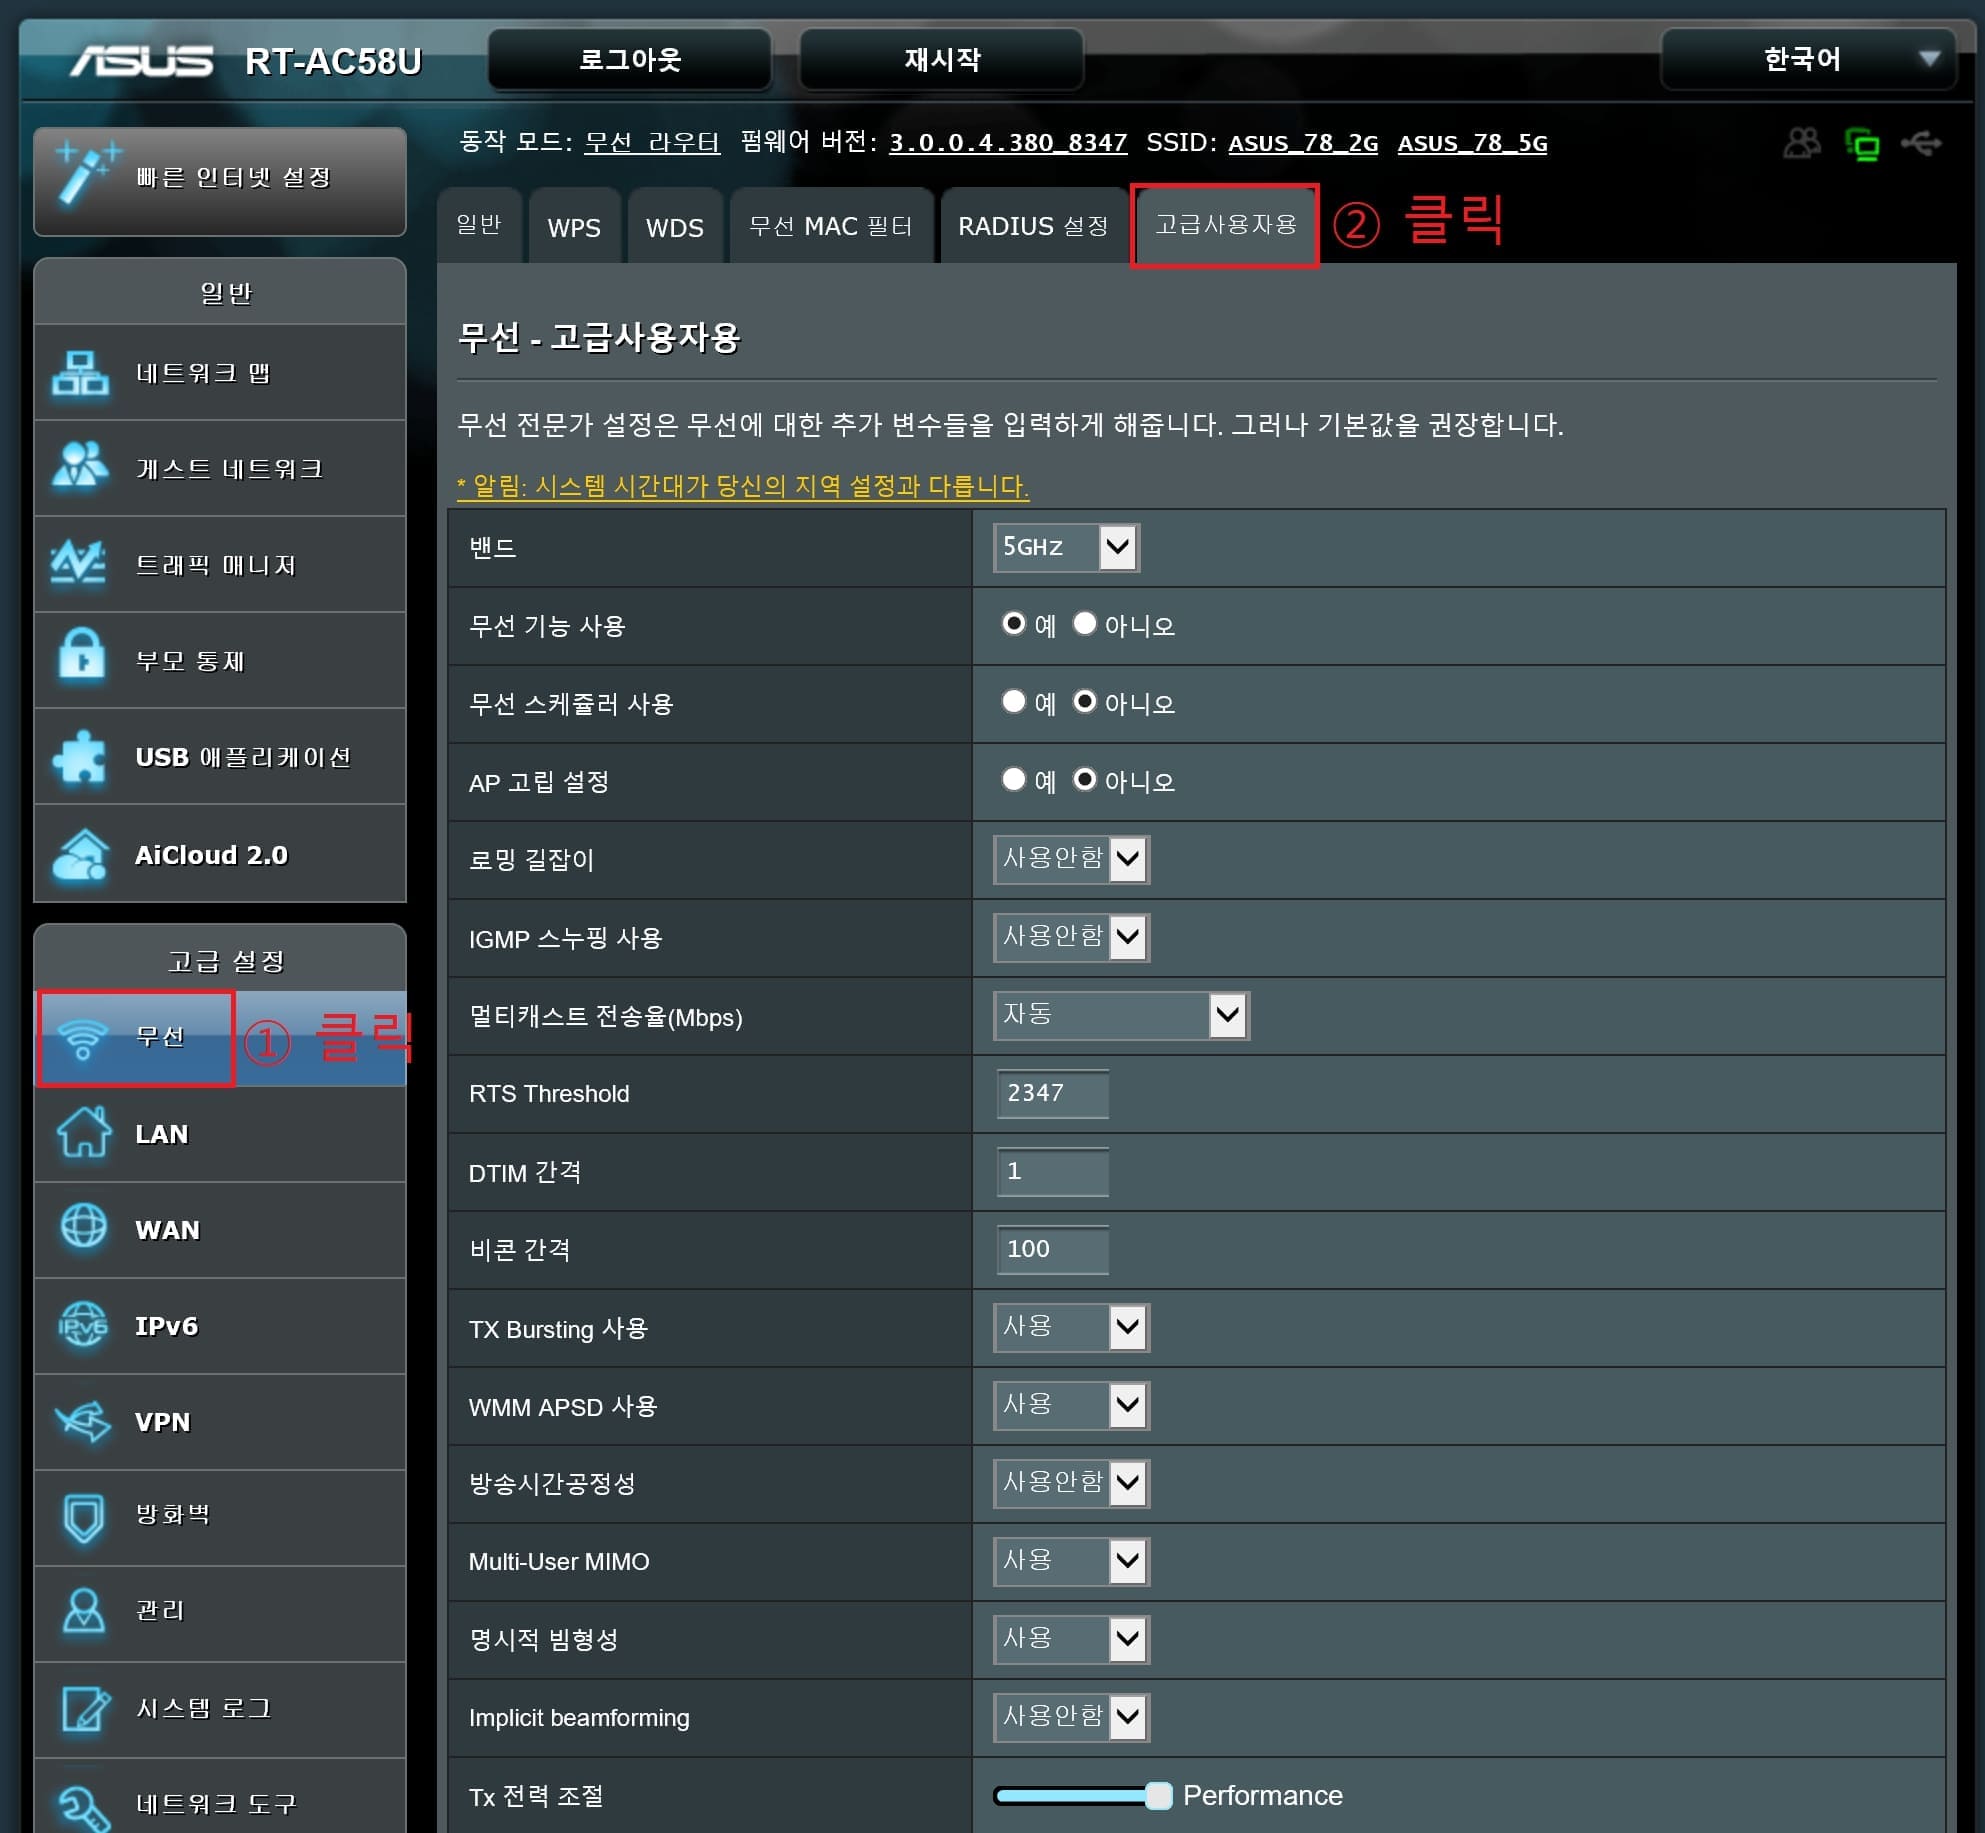 ASUS RT-AC58U 로그아웃 재시작 한국어
동작 모드: 무선 라우터 펌웨어 버전: 3.0.0.4.380_8347 SSID: ASUS_78_2G ASUS_78_5G
빠른 인터넷 설정
일반
네트워크 맵
게스트 네트워크
트래픽 매니저
부모 통제
USB 애플리케이션
AiCloud 2.0
고급 설정
무선 ① 클릭
LAN
WAN
IPv6
IPv6
VPN
방화벽
관리
시스템 로그
네트워크 도구
일반 WPS WDS 무선 MAC 필터 RADIUS 설정 고급사용자용 ② 클릭
무선 - 고급사용자용
무선 전문가 설정은 무선에 대한 추가 변수들을 입력하게 해줍니다. 그러나 기본값을 권장합니다.
* 알림: 시스템 시간대가 당신의 지역 설정과 다릅니다.
밴드 5GHz
무선 기능 사용 예 아니오
무선 스케쥴러 사용 예 아니오
AP 고립 설정 예 아니오
로밍 길잡이 사용안함
IGMP 스누핑 사용 사용안함
멀티캐스트 전송율(Mbps) 자동
RTS Threshold 2347
DTIM 간격 1
비콘 간격 100
TX Bursting 사용 사용
WMM APSD 사용 사용
방송시간공정성 사용안함
Multi-User MIMO 사용
명시적 빔형성 사용
Implicit beamforming 사용안함
Tx 전력 조절 Performance